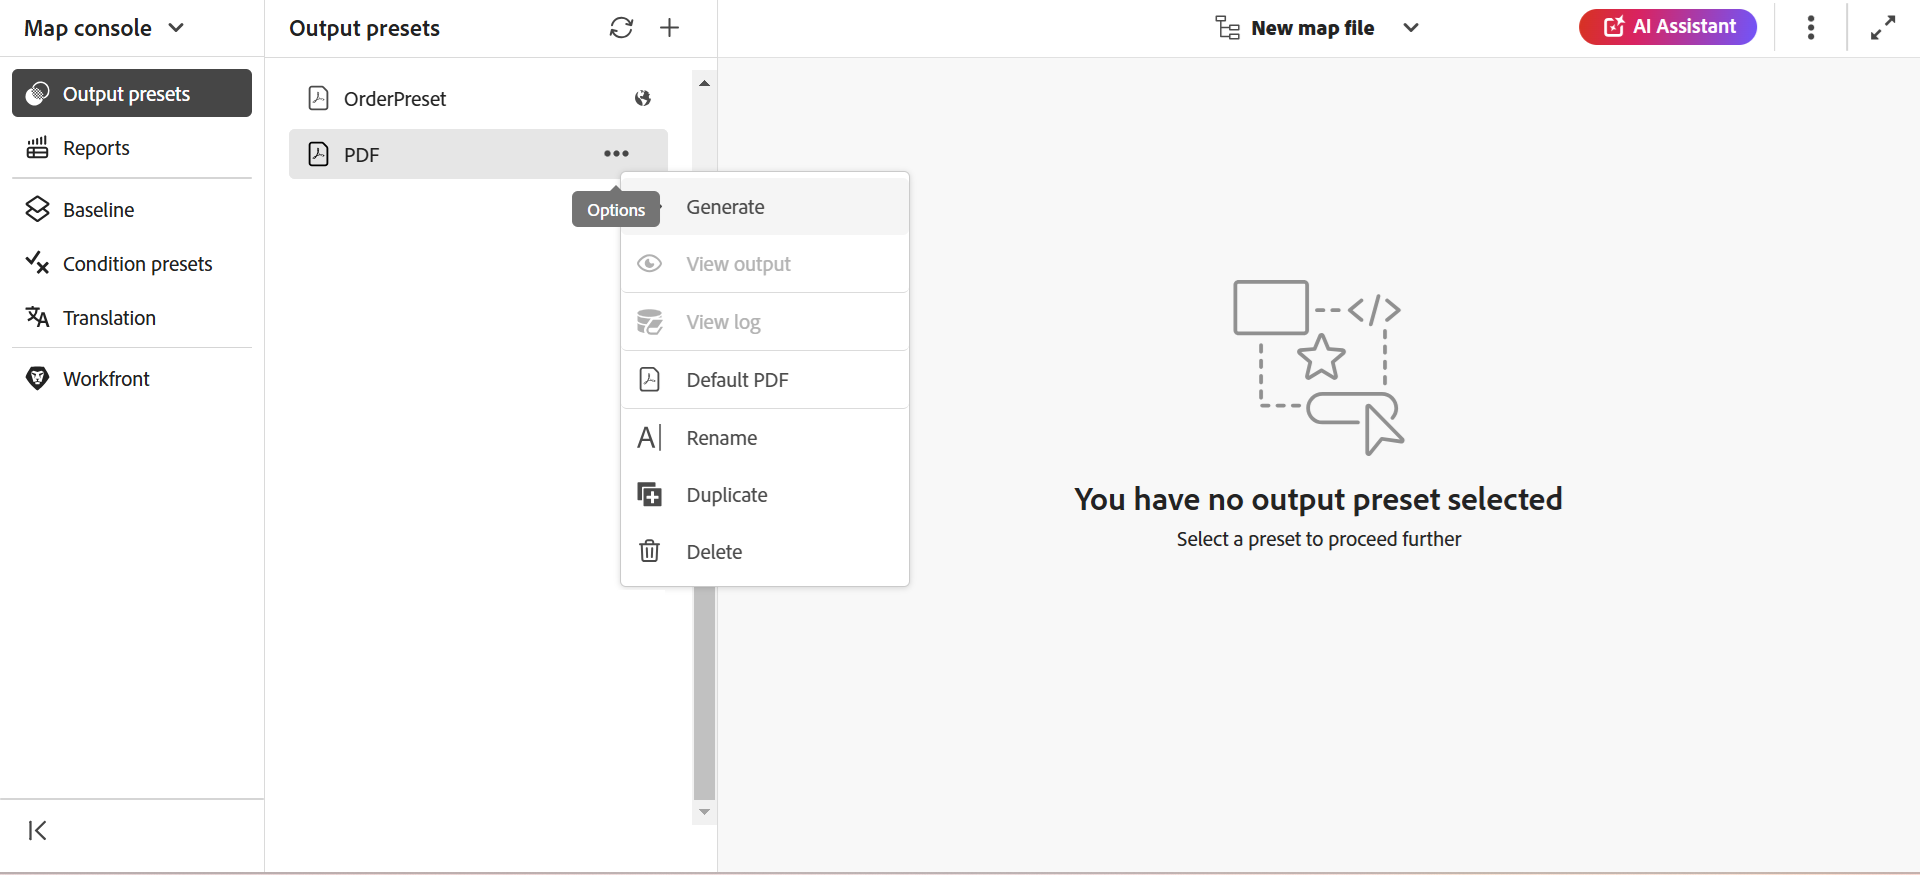 Map console
Output presets
Reports
Baseline
Condition presets
Translation
Workfront
Output presets
OrderPreset
PDF
Options
Generate
View output
View log
Default PDF
Rename
Duplicate
Delete
New map file
AI Assistant
You have no output preset selected
Select a preset to proceed further